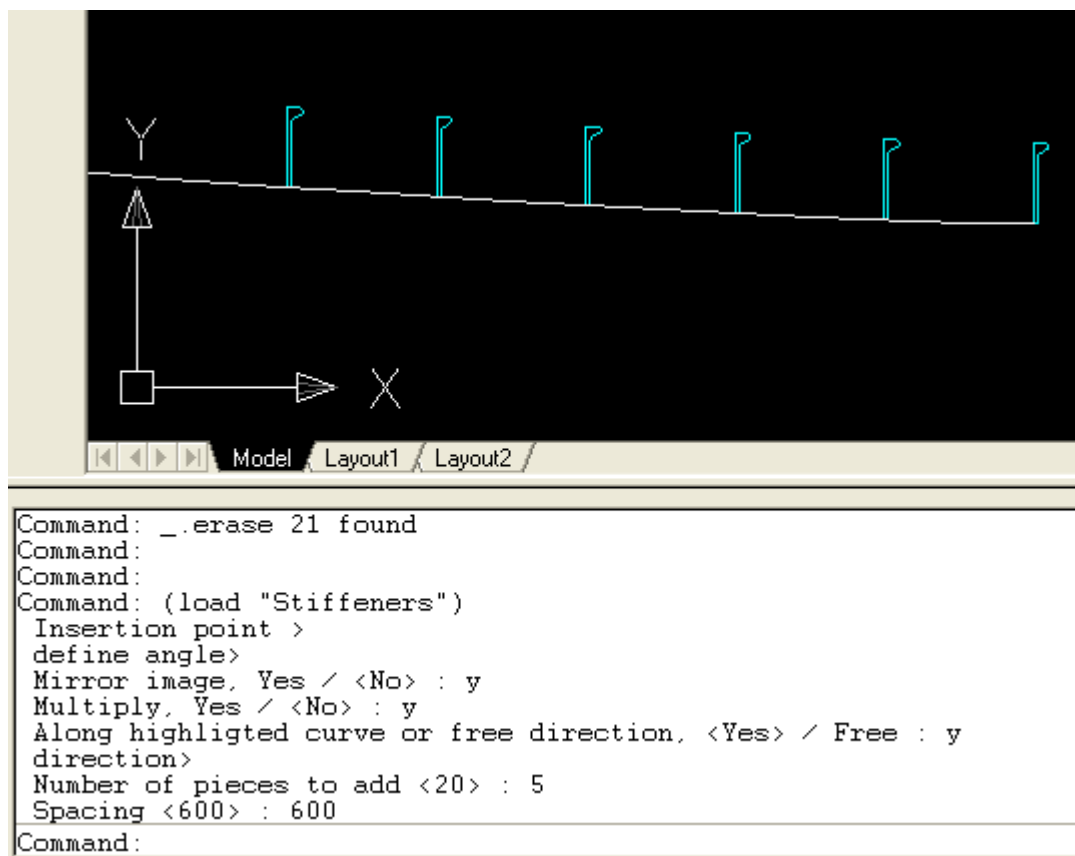 Y
X
Model Layout1 Layout2
Command: _.erase 21 found
Command:
Command:
Command: (load "Stiffeners")
Insertion point >
define angle>
Mirror image, Yes / <No> : y
Multiply, Yes / <No> : y
Along highligted curve or free direction, <Yes> / Free : y
direction>
Number of pieces to add <20> : 5
Spacing <600> : 600
Command: